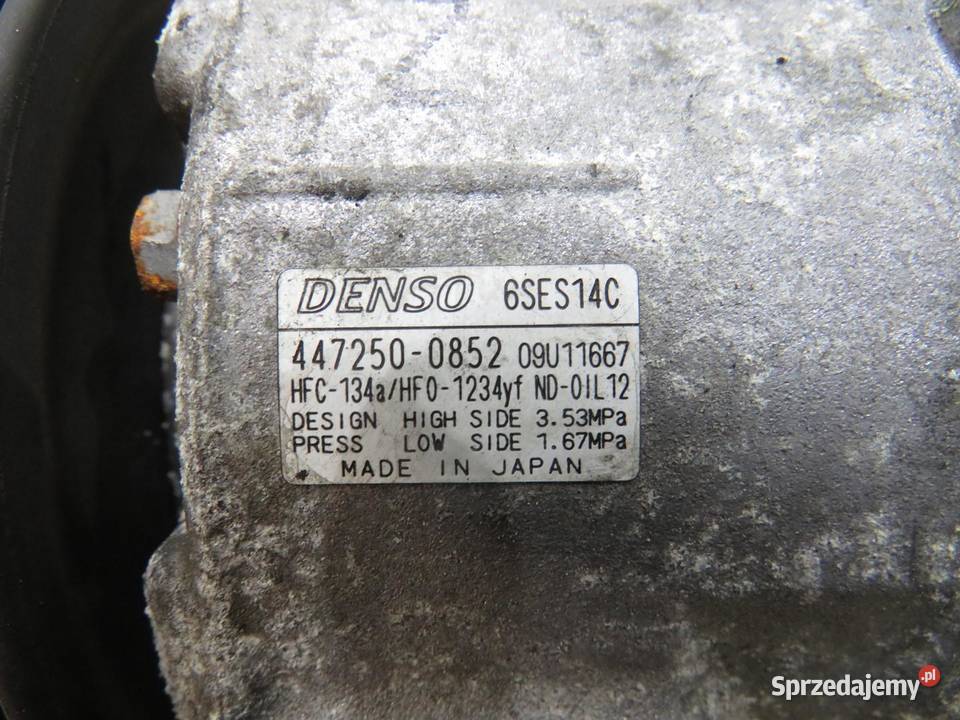 DENSO 6SES14C
447250-0852 09U11667
HFC-134a/HFO-1234yf ND-OIL12
DESIGN HIGH SIDE 3.53MPa
PRESS LOW SIDE 1.67MPa
MADE IN JAPAN
Sprzedajemy.pl